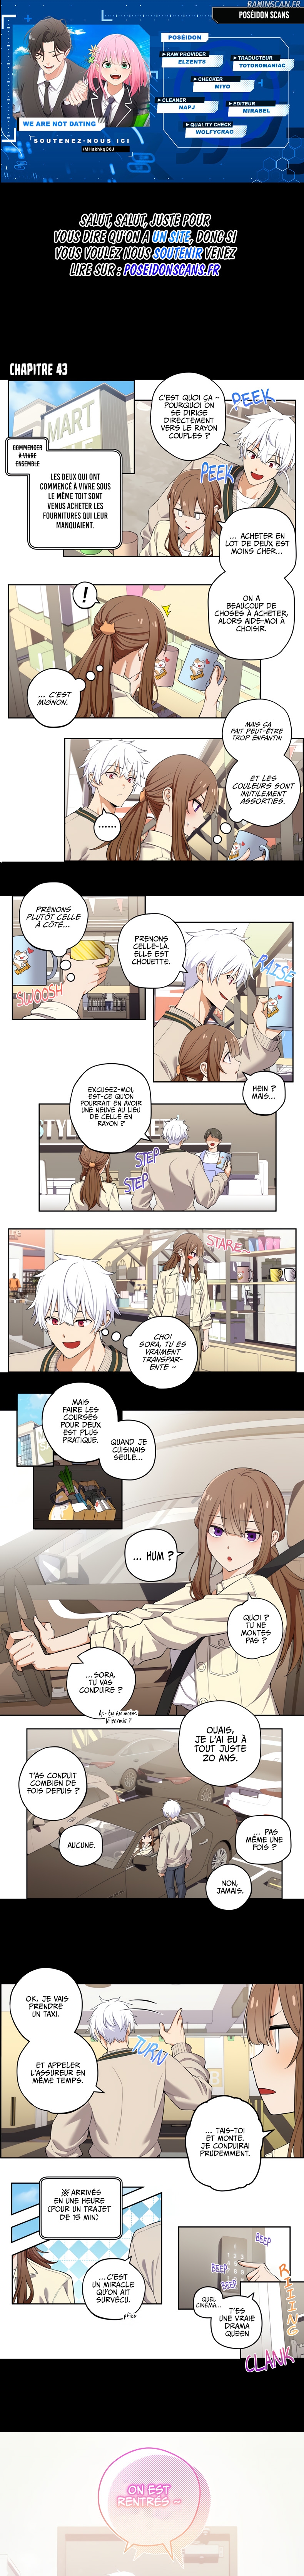 RAMINSCAN.FR
POSÉIDON SCANS
POSÉIDON
RAW PROVIDER
ELZENTS
TRADUCTEUR
TOTOROMANIAC
CHECKER
MIYO
CLEANER
NAPJ
EDITEUR
MIRABEL
QUALITY CHECK
WOLFYCRAG
WE ARE NOT DATING
SOUTENEZ-NOUS ICI
SALUT, SALUT, JUSTE POUR
VOUS DIRE QU'ON A UN SITE, DONC SI
VOUS VOULEZ NOUS SOUTENIR VENEZ
LIRE SUR : POSEIDONSCANS.FR
CHAPITRE 43
MART
COMMENCER
À VIVRE
ENSEMBLE
LES DEUX QUI ONT
COMMENCÉ À VIVRE SOUS
LE MÊME TOIT SONT
VENUS ACHETER LES
FOURNITURES QUI LEUR
MANQUAIENT.
C'EST QUOI ÇA ~
POURQUOI ON
SE DIRIGE
DIRECTEMENT
VERS LE RAYON
COUPLES ?
PEEK
PEEK
... ACHETER EN
LOT DE DEUX EST
MOINS CHER...
ON A
BEAUCOUP DE
CHOSES À ACHETER,
ALORS AIDE-MOI À
CHOISIR.
!
... C'EST
MIGNON.
MAIS ÇA
FAIT PEUT-ÊTRE
TROP ENFANTIN
ET LES
COULEURS SONT
INUTILEMENT
ASSORTIES.
......
PRENONS
PLUTÔT CELLE
À CÔTÉ...
SWOOSH
PRENONS
CELLE-LÀ.
ELLE EST
CHOUETTE.
RAISE
HEIN ?
MAIS...
EXCUSEZ-MOI,
EST-CE QU'ON
POURRAIT EN AVOIR
UNE NEUVE AU LIEU
DE CELLE EN
RAYON ?
STEP
STEP
STARE..
CHOI
SORA, TU ES
VRAIMENT
TRANSPAR-
ENTE ~
MAIS
FAIRE LES
COURSES
POUR DEUX
EST PLUS
PRATIQUE.
QUAND JE
CUISINAIS
SEULE...
... HUM ?
QUOI ?
TU NE
MONTES
PAS ?
...SORA,
TU VAS
CONDUIRE ?
As-tu au moins
le permis ?
OUAIS,
JE L'AI EU À
TOUT JUSTE
20 ANS.
T'AS CONDUIT
COMBIEN DE
FOIS DEPUIS ?
AUCUNE.
... PAS
MÊME UNE
FOIS ?
NON,
JAMAIS.
OK, JE VAIS
PRENDRE
UN TAXI.
ET APPELER
L'ASSUREUR EN
MÊME TEMPS.
TURN
... TAIS-TOI
ET MONTE.
JE CONDUIRAI
PRUDEMMENT.
※ ARRIVÉS
EN UNE HEURE
(POUR UN TRAJET
DE 15 MIN)
...C'EST
UN MIRACLE
QU'ON AIT
SURVÉCU.
pfiou
BEEP
BEEP
BEEP
QUEL
CINÉMA...
T'ES
UNE VRAIE
DRAMA
QUEEN
RIIIING
CLANK
ON EST
RENTRÉS ~